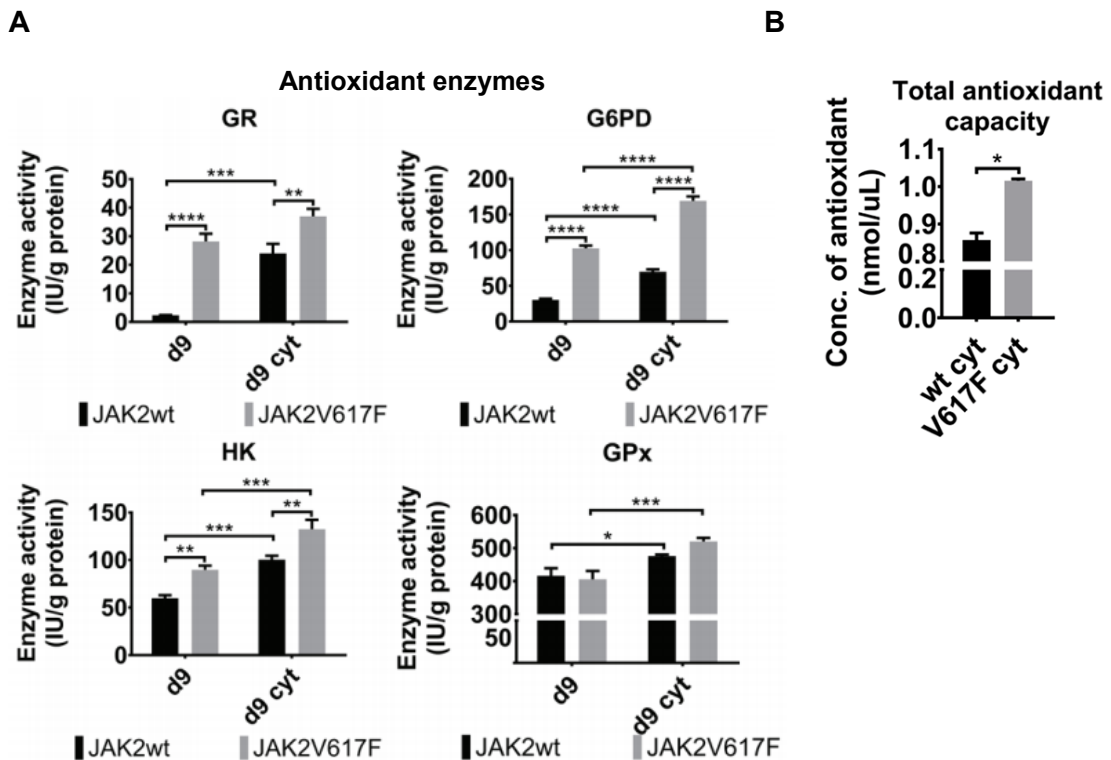 A
B
Antioxidant enzymes
GR
Enzyme activity
(IU/g protein)
50
40
30
20
10
0
***
****
**
d9
d9 cyt
JAK2wt JAK2V617F
G6PD
Enzyme activity
(IU/g protein)
200
150
100
50
0
****
****
****
****
d9
d9 cyt
JAK2wt JAK2V617F
HK
Enzyme activity
(IU/g protein)
150
100
50
0
***
***
**
**
d9
d9 cyt
JAK2wt JAK2V617F
GPx
Enzyme activity
(IU/g protein)
600
500
400
300
50
***
*
d9
d9 cyt
JAK2wt JAK2V617F
Total antioxidant
capacity
Conc. of antioxidant
(nmol/uL)
1.1
1.0
0.9
0.8
0.2
0.0
*
wt cyt
V617F cyt